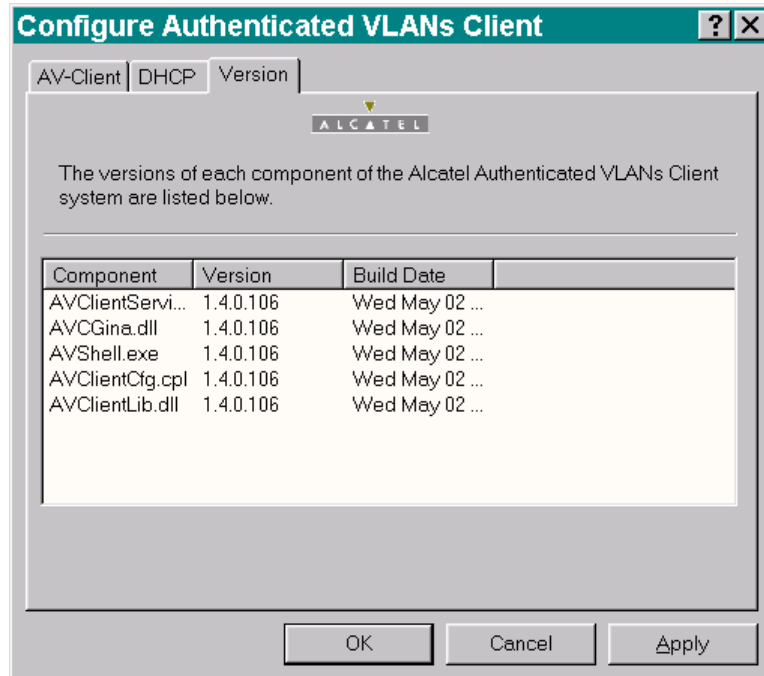 Configure Authenticated VLANs Client
AV-Client DHCP Version
ALCATEL
The versions of each component of the Alcatel Authenticated VLANs Client
system are listed below.
Component Version Build Date
AVClientServi... 1.4.0.106 Wed May 02 ...
AVCGina.dll 1.4.0.106 Wed May 02 ...
AVShell.exe 1.4.0.106 Wed May 02 ...
AVClientCfg.cpl 1.4.0.106 Wed May 02 ...
AVClientLib.dll 1.4.0.106 Wed May 02 ...
OK Cancel Apply